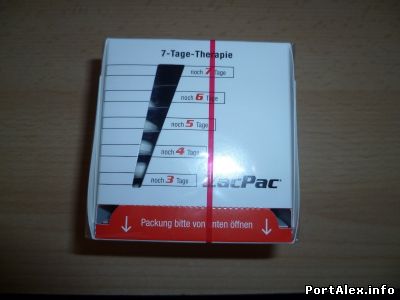 7-Tage-Therapie
noch 7 Tage
noch 6 Tage
noch 5 Tage
noch 4 Tage
noch 3 Tage
ZacPac®
Packung bitte von unten öffnen
PortAlex.info